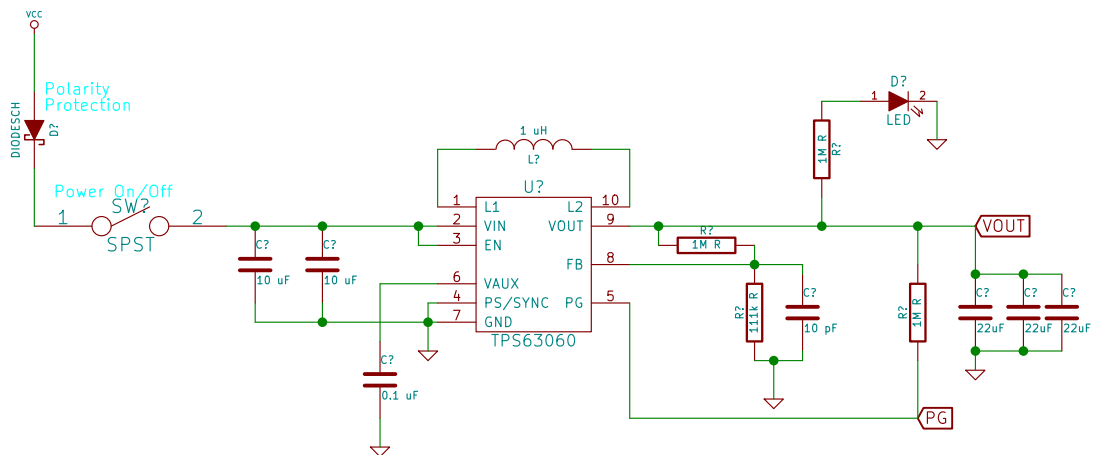 VCC
Polarity
Protection
DIODESCH
D?
Power On/Off
SW?
1
2
SPST
C?
10 uF
C?
10 uF
C?
0.1 uF
1 uH
L?
U?
1
L1
2
VIN
3
EN
6
VAUX
4
PS/SYNC
7
GND
L2
10
VOUT
9
FB
8
PG
5
TPS63060
R?
1M R
R?
111k R
C?
10 pF
1M R
R?
D?
1
2
LED
R?
1M R
VOUT
PG
C?
22uF
C?
22uF
C?
22uF